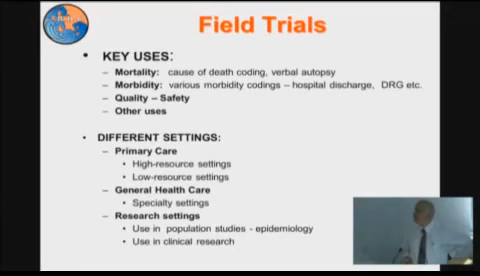 Field Trials
• KEY USES:
– Mortality: cause of death coding, verbal autopsy
– Morbidity: various morbidity codings – hospital discharge, DRG etc.
– Quality – Safety
– Other uses
• DIFFERENT SETTINGS:
– Primary Care
• High-resource settings
• Low-resource settings
– General Health Care
• Specialty settings
– Research settings
• Use in population studies - epidemiology
• Use in clinical research